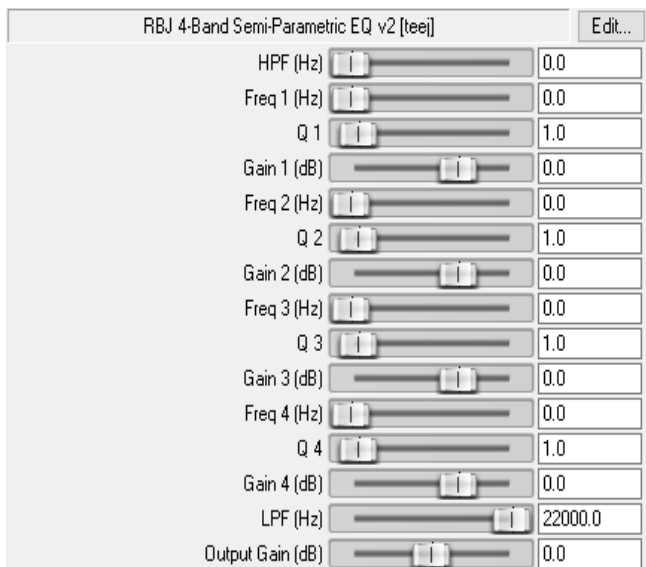 RBJ 4-Band Semi-Parametric EQ v2 [teej] Edit...
HPF (Hz) 0.0
Freq 1 (Hz) 0.0
Q 1 1.0
Gain 1 (dB) 0.0
Freq 2 (Hz) 0.0
Q 2 1.0
Gain 2 (dB) 0.0
Freq 3 (Hz) 0.0
Q 3 1.0
Gain 3 (dB) 0.0
Freq 4 (Hz) 0.0
Q 4 1.0
Gain 4 (dB) 0.0
LPF (Hz) 22000.0
Output Gain (dB) 0.0